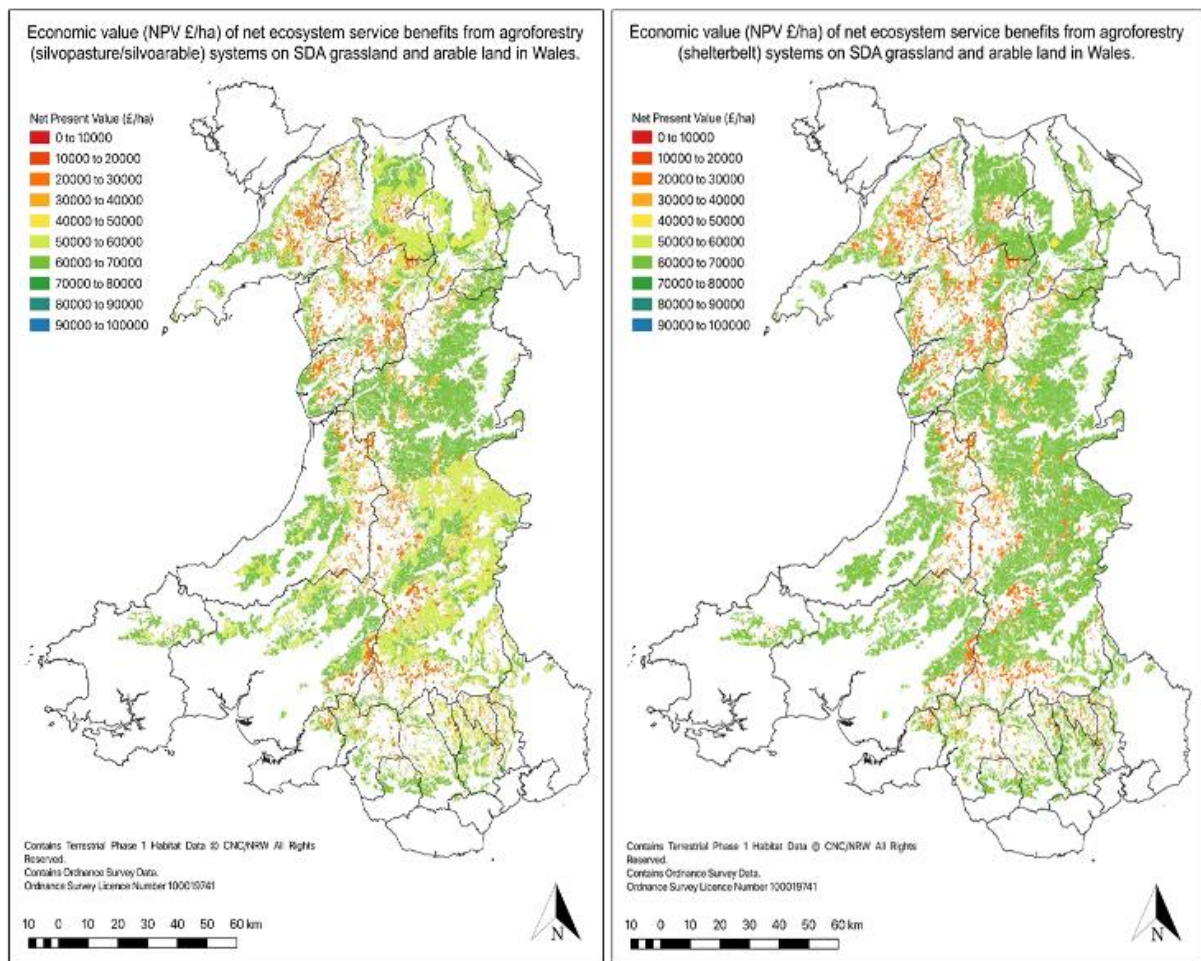 Economic value (NPV £/ha) of net ecosystem service benefits from agroforestry
(silvopasture/silvoarable) systems on SDA grassland and arable land in Wales.
Net Present Value (£/ha)
0 to 10000
10000 to 20000
20000 to 30000
30000 to 40000
40000 to 50000
50000 to 60000
60000 to 70000
70000 to 80000
80000 to 90000
90000 to 100000
Contains Terrestrial Phase 1 Habitat Data © CNC/NRW All Rights
Reserved.
Contains Ordnance Survey Data.
Ordnance Survey Licence Number 100019741
10 0 10 20 30 40 50 60 km
N
Economic value (NPV £/ha) of net ecosystem service benefits from agroforestry
(shelterbelt) systems on SDA grassland and arable land in Wales.
Net Present Value (£/ha)
0 to 10000
10000 to 20000
20000 to 30000
30000 to 40000
40000 to 50000
50000 to 60000
60000 to 70000
70000 to 80000
80000 to 90000
90000 to 100000
Contains Terrestrial Phase 1 Habitat Data © CNC/NRW All Rights
Reserved.
Contains Ordnance Survey Data.
Ordnance Survey Licence Number 100019741
10 0 10 20 30 40 50 60 km
N